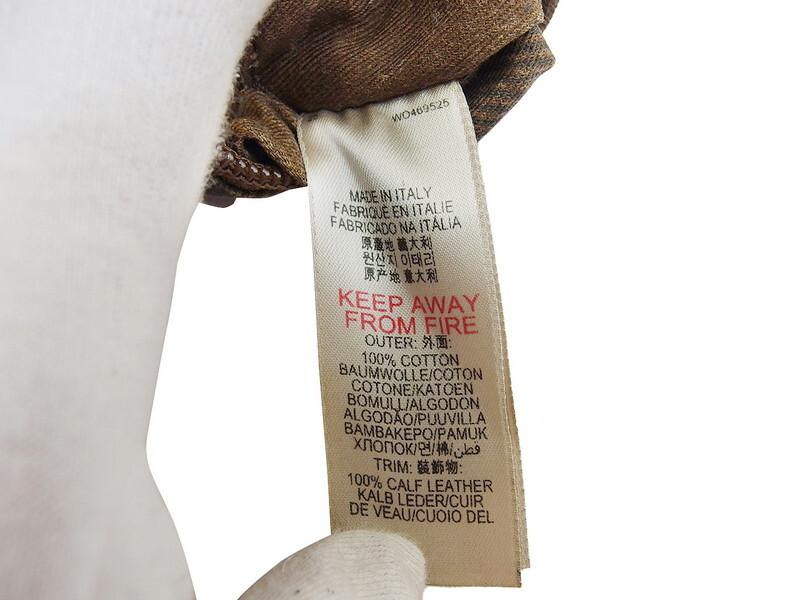 WO469525
MADE IN ITALY
FABRIQUÉ EN ITALIE
FABRICADO NA ITÁLIA
原產地 義大利
원산지 이태리
原产地 意大利
KEEP AWAY
FROM FIRE
OUTER: 外面:
100% COTTON
BAUMWOLLE/COTON
COTONE/KATOEN
BOMULL/ALGODON
ALGODÃO/PUUVILLA
BAMBAKEPO/PAMUK
ХЛОПОК/면/棉/قطن
TRIM: 裝飾物:
100% CALF LEATHER
KALB LEDER/CUIR
DE VEAU/CUOIO DEL